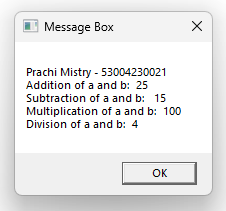 Message Box
Prachi Mistry - 53004230021
Addition of a and b:  25
Subtraction of a and b:   15
Multiplication of a and b:  100
Division of a and b:  4
OK